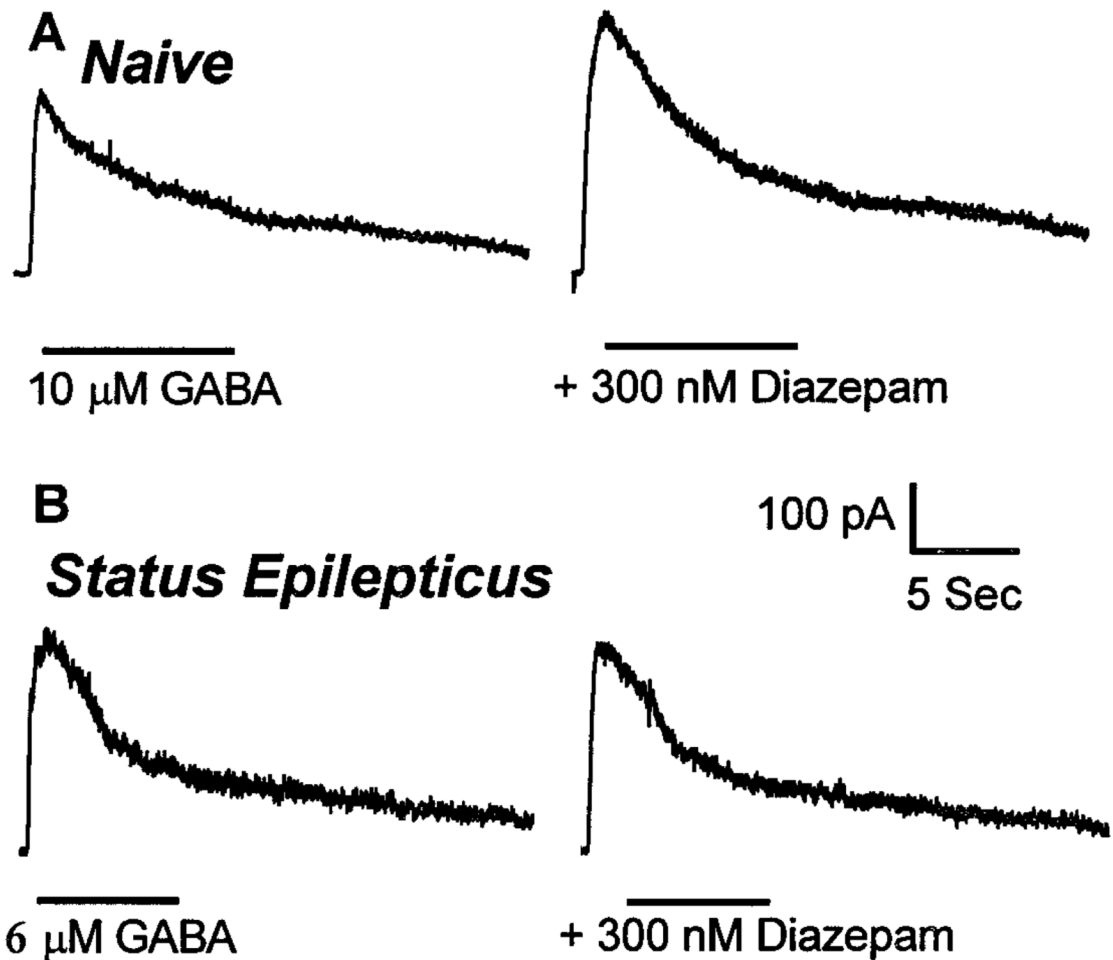 A
Naive
10 μM GABA
+ 300 nM Diazepam
B
100 pA
5 Sec
Status Epilepticus
6 μM GABA
+ 300 nM Diazepam